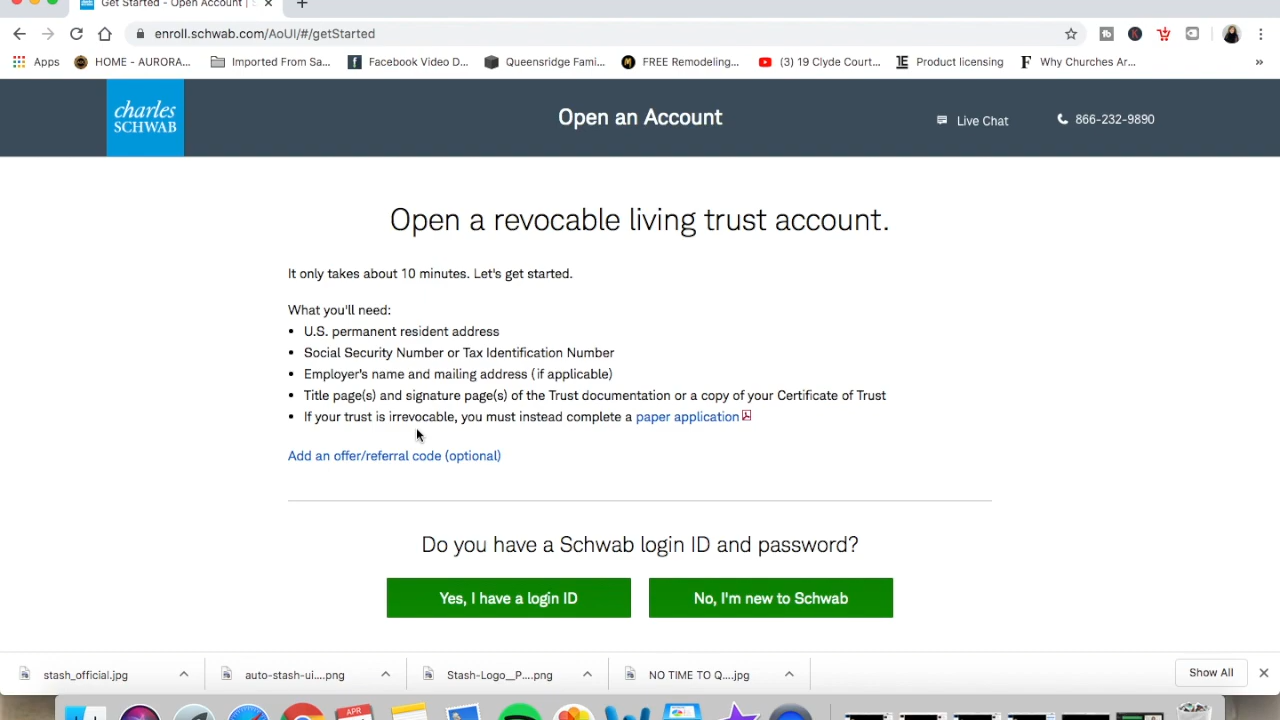 Get Started - Open Account | S
enroll.schwab.com/AoUI/#/getStarted
Apps
HOME - AURORA...
Imported From Sa...
Facebook Video D...
Queensridge Fami...
FREE Remodeling...
(3) 19 Clyde Court...
Product licensing
Why Churches Ar...
»
charles
SCHWAB
Open an Account
Live Chat
866-232-9890
Open a revocable living trust account.
It only takes about 10 minutes. Let's get started.
What you'll need:
• U.S. permanent resident address
• Social Security Number or Tax Identification Number
• Employer's name and mailing address (if applicable)
• Title page(s) and signature page(s) of the Trust documentation or a copy of your Certificate of Trust
• If your trust is irrevocable, you must instead complete a paper application
Add an offer/referral code (optional)
Do you have a Schwab login ID and password?
Yes, I have a login ID
No, I'm new to Schwab
stash_official.jpg
auto-stash-ui....png
Stash-Logo__P....png
NO TIME TO Q....jpg
Show All
APR